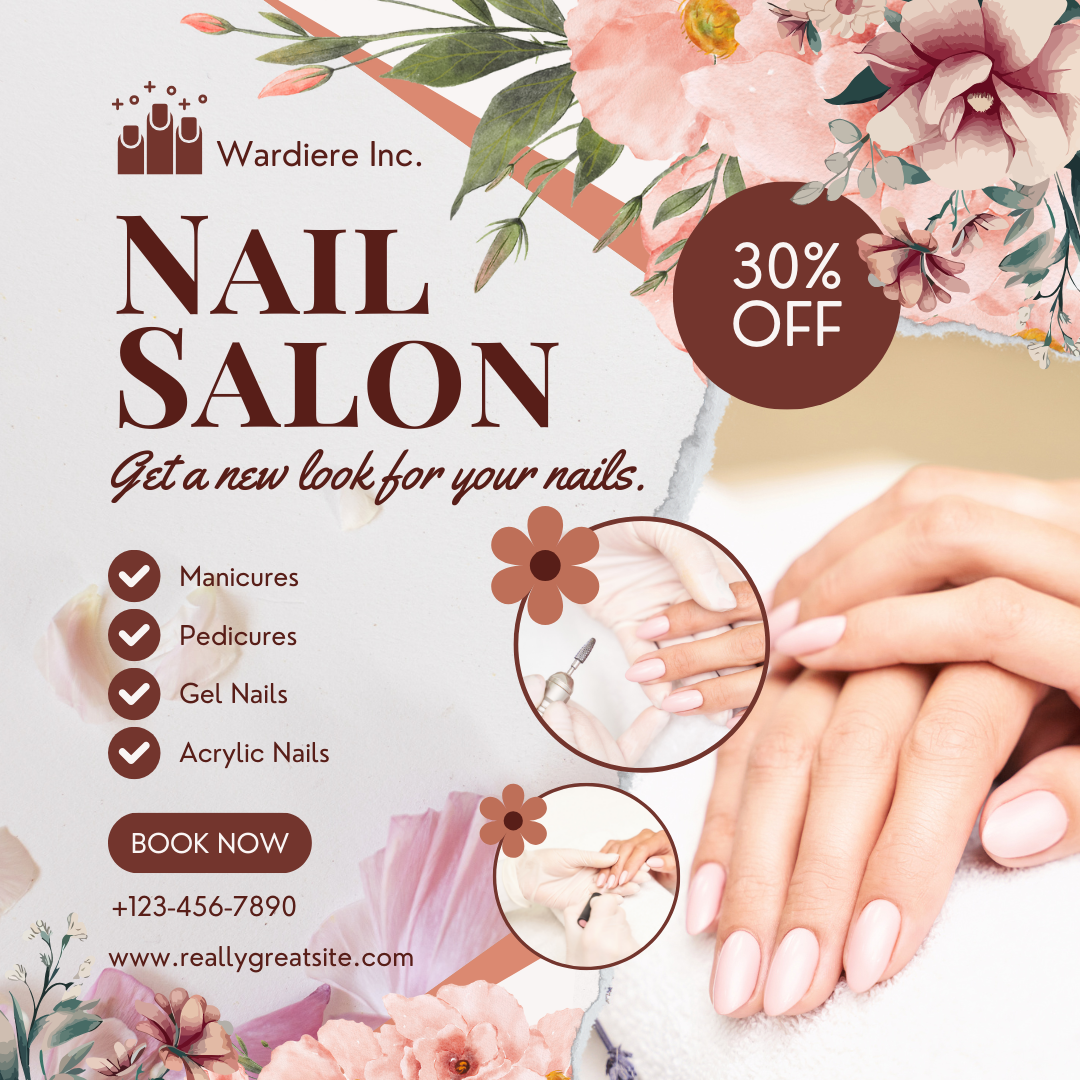 Wardiere Inc.
NAIL
SALON
Get a new look for your nails.
30%
OFF
Manicures
Pedicures
Gel Nails
Acrylic Nails
BOOK NOW
+123-456-7890
www.reallygreatsite.com